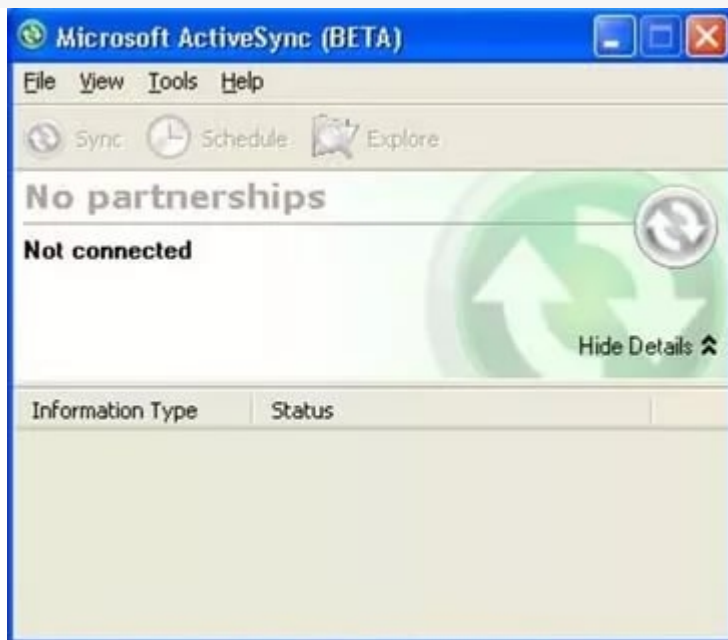 Microsoft ActiveSync (BETA)
File View Tools Help
Sync Schedule Explore
No partnerships
Not connected
Hide Details
Information Type Status